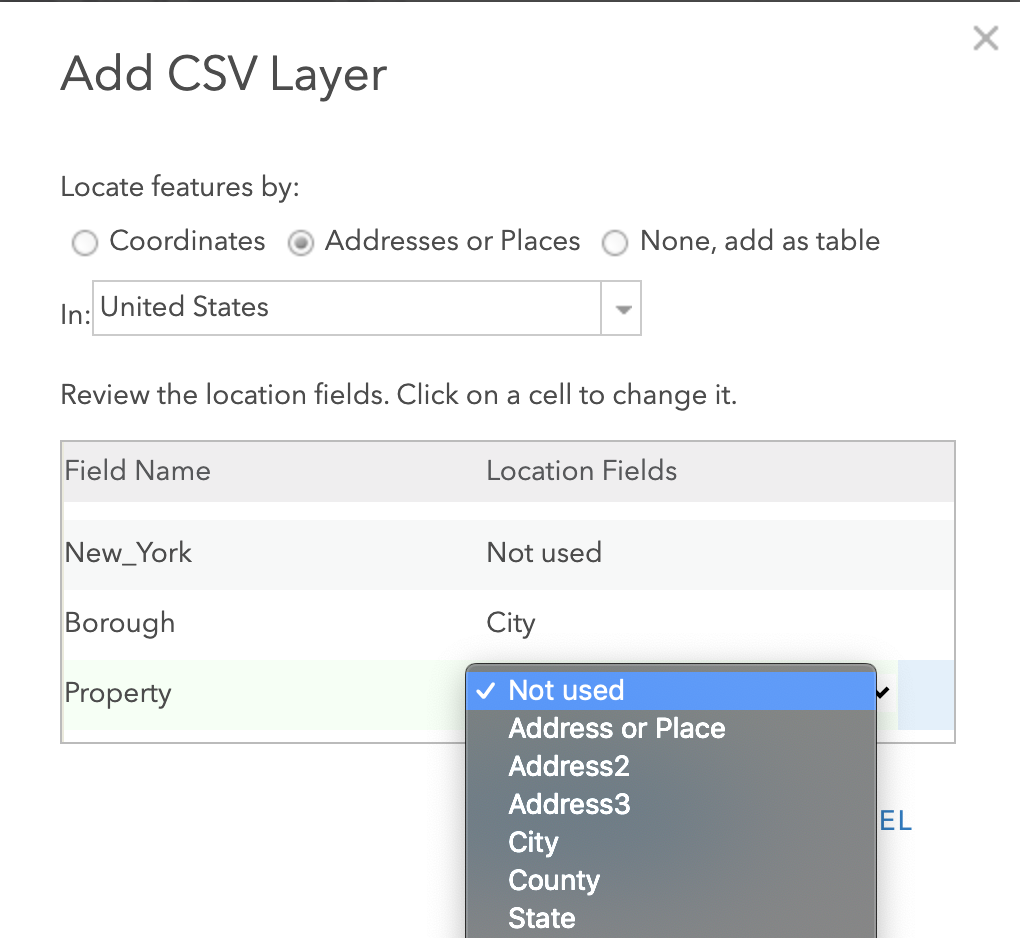 Add CSV Layer
Locate features by:
Coordinates Addresses or Places None, add as table
In: United States
Review the location fields. Click on a cell to change it.
Field Name Location Fields
New_York Not used
Borough City
Property Not used
Address or Place
Address2
Address3
EL
City
County
State